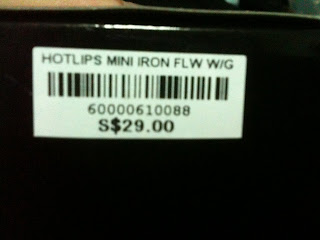 HOTLIPS MINI IRON FLW W/G
60000610088
S$29.00